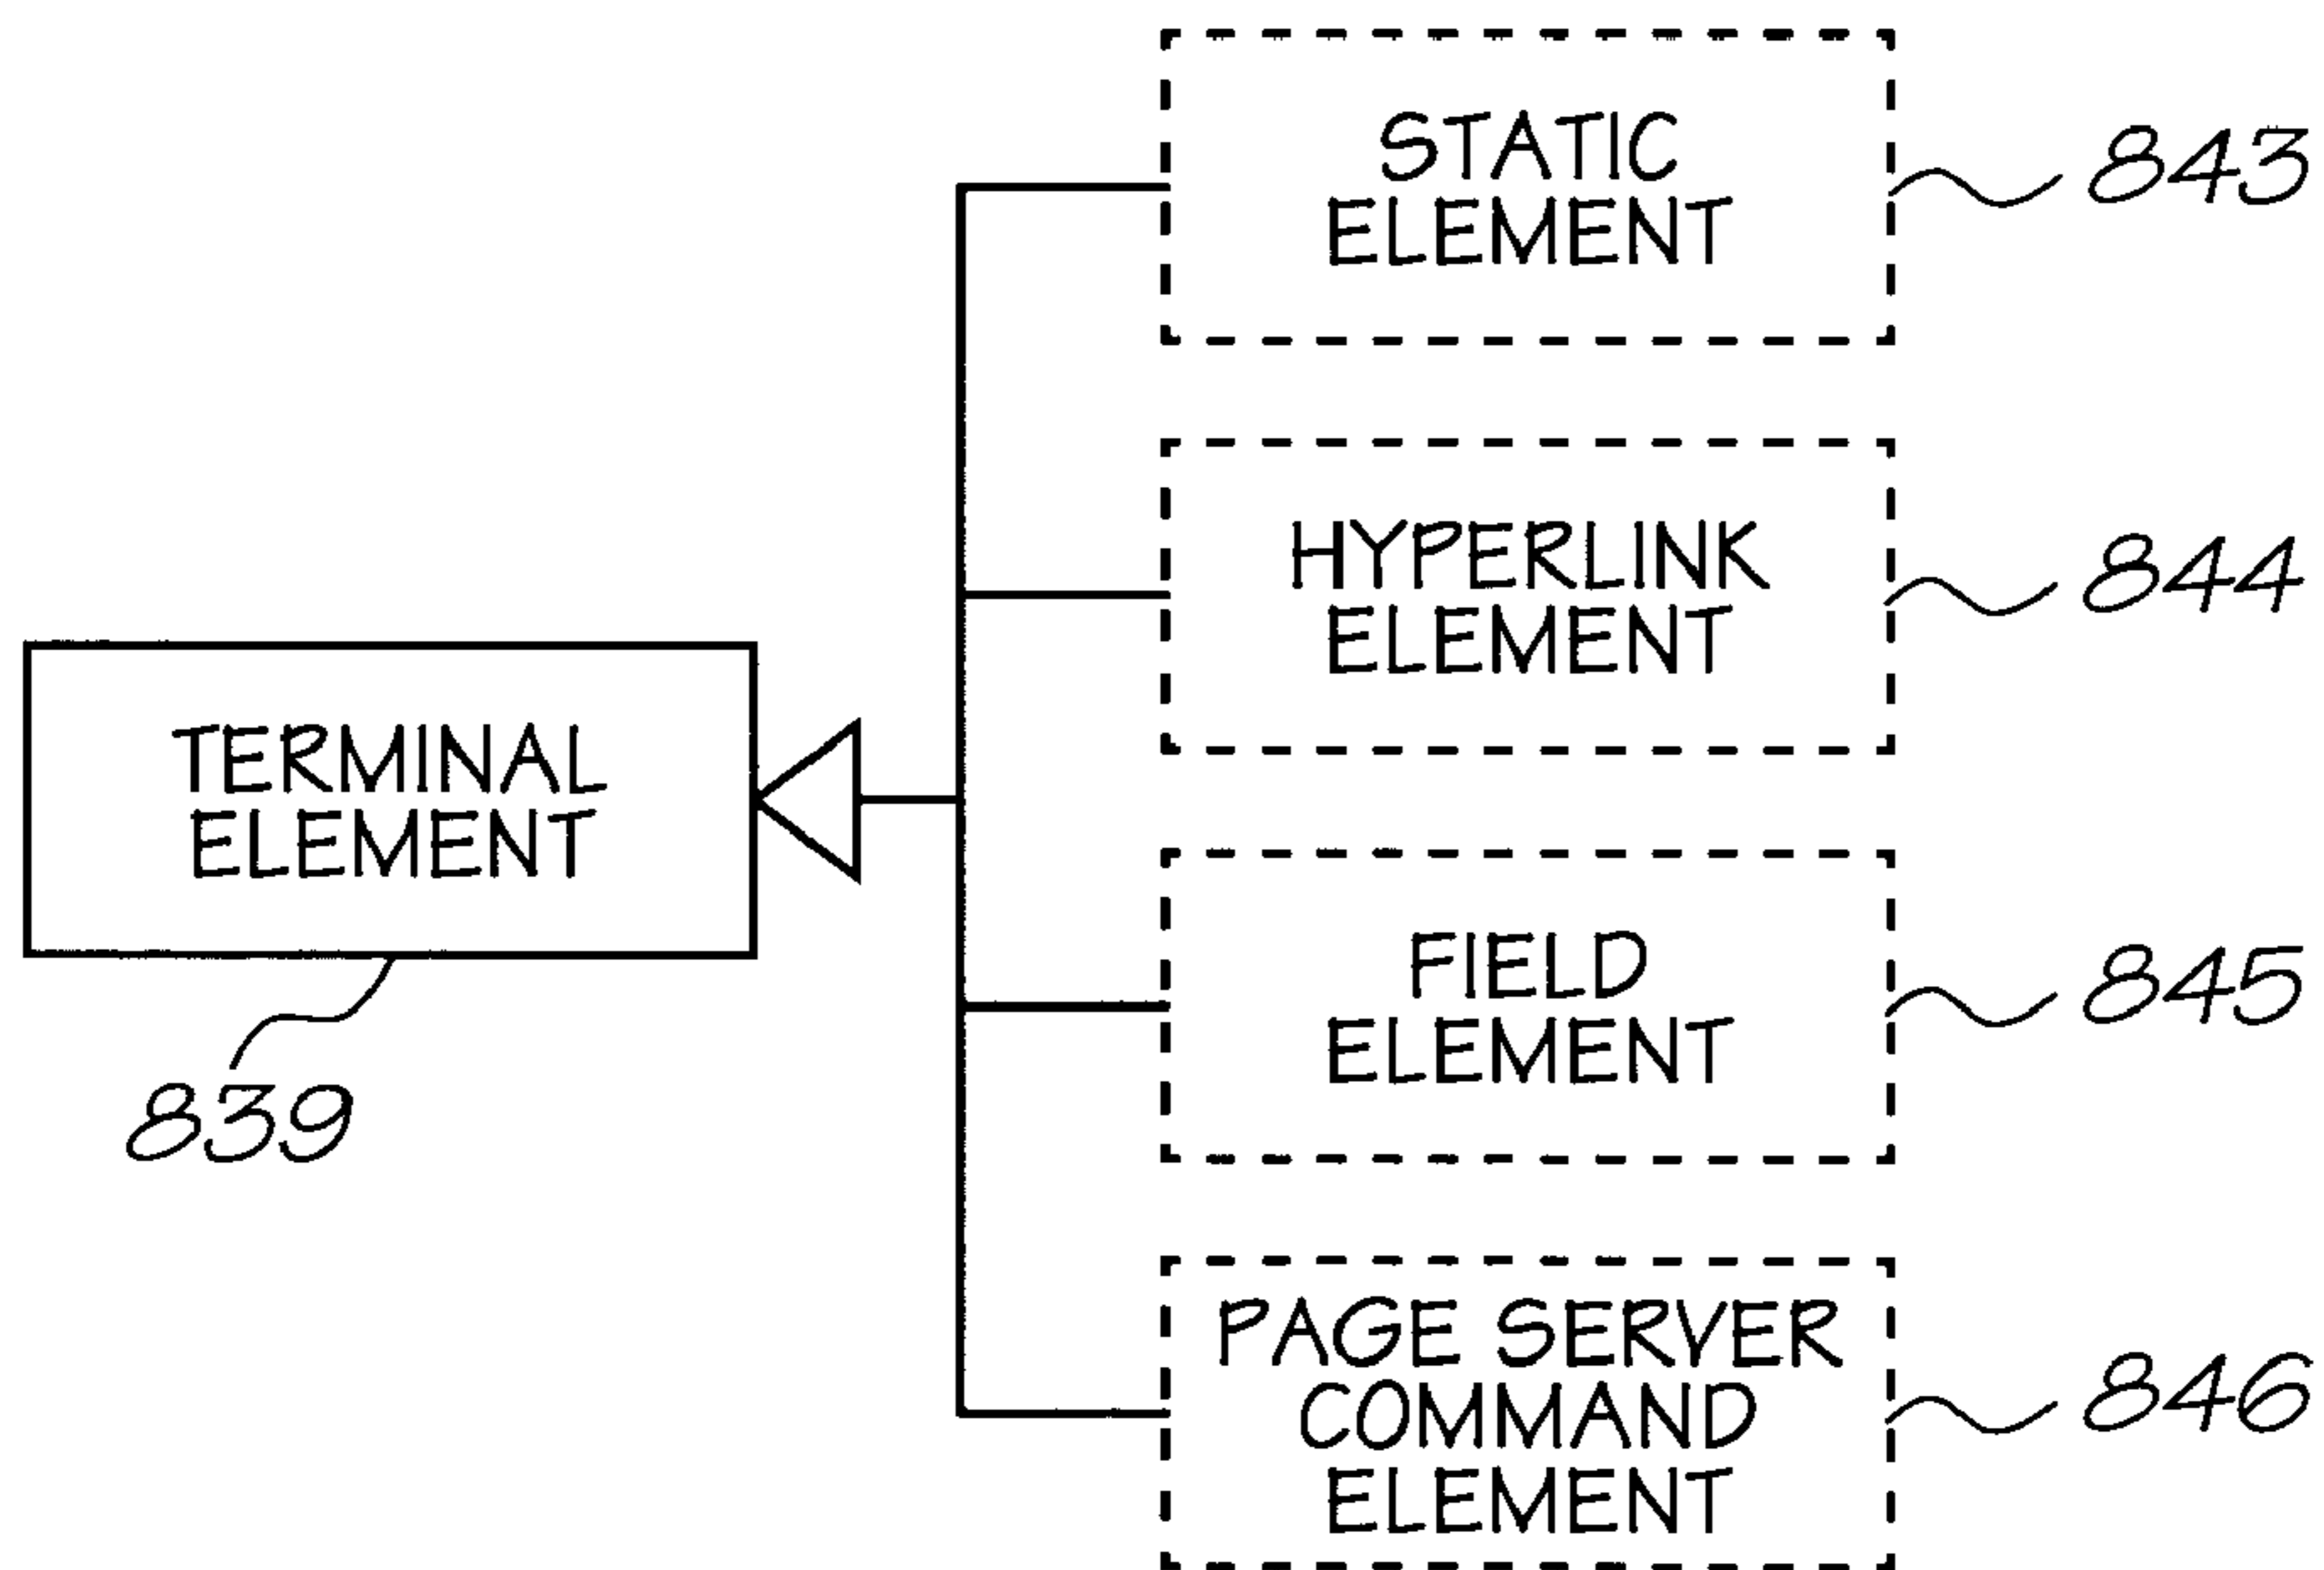 STATIC
ELEMENT
843
HYPERLINK
ELEMENT
844
TERMINAL
ELEMENT
839
FIELD
ELEMENT
845
PAGE SERVER
COMMAND
ELEMENT
846